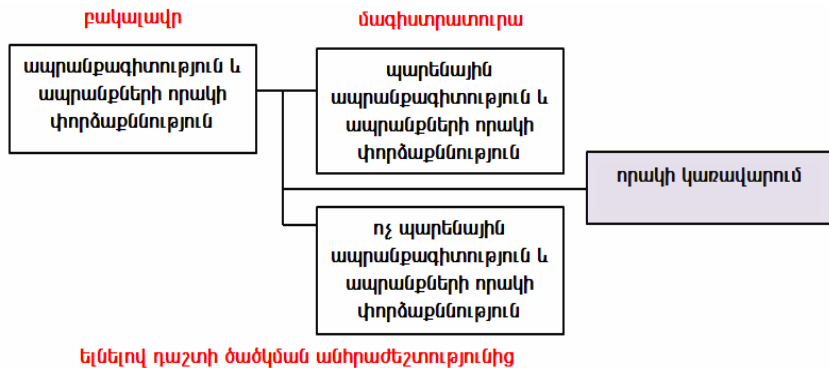 բակալավր
մագիստրատուրա
ապրանքագիտություն և
ապրանքների որակի
փորձաքննություն
պարենային
ապրանքագիտություն և
ապրանքների որակի
փորձաքննություն
որակի կառավարում
ոչ պարենային
ապրանքագիտություն և
ապրանքների որակի
փորձաքննություն
ելնելով դաշտի ծածկման անհրաժեշտությունից